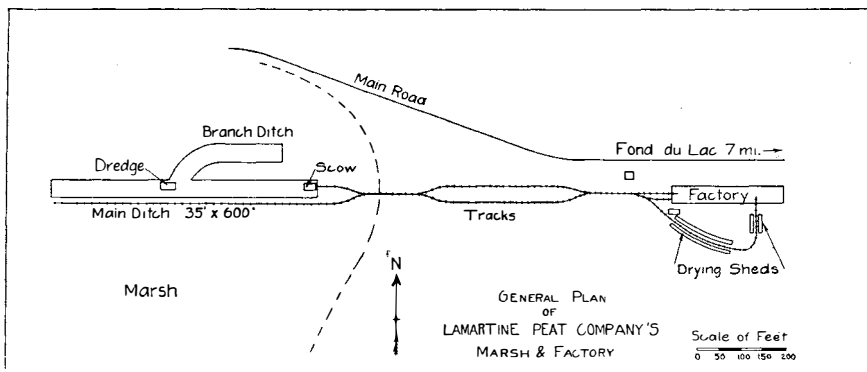 Main Road
Fond du Lac 7 mi.
Branch Ditch
Dredge
Scow
Main Ditch 35' x 600'
Tracks
Factory
Drying Sheds
Marsh
N
GENERAL PLAN
OF
LAMARTINE PEAT COMPANY'S
MARSH & FACTORY
Scale of Feet
0 50 100 150 200